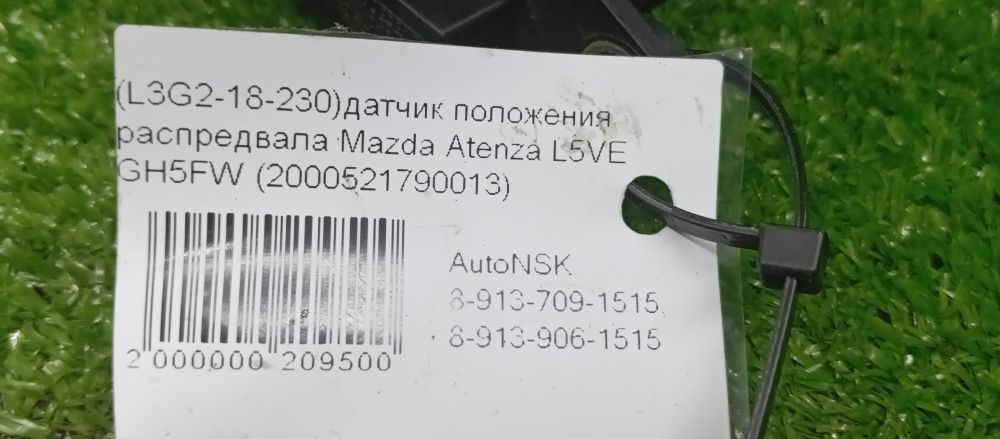 (L3G2-18-230)датчик положения
распредвала Mazda Atenza L5VE
GH5FW (2000521790013)
AutoNSK
8-913-709-1515,
8-913-906-1515
2 000000 209500